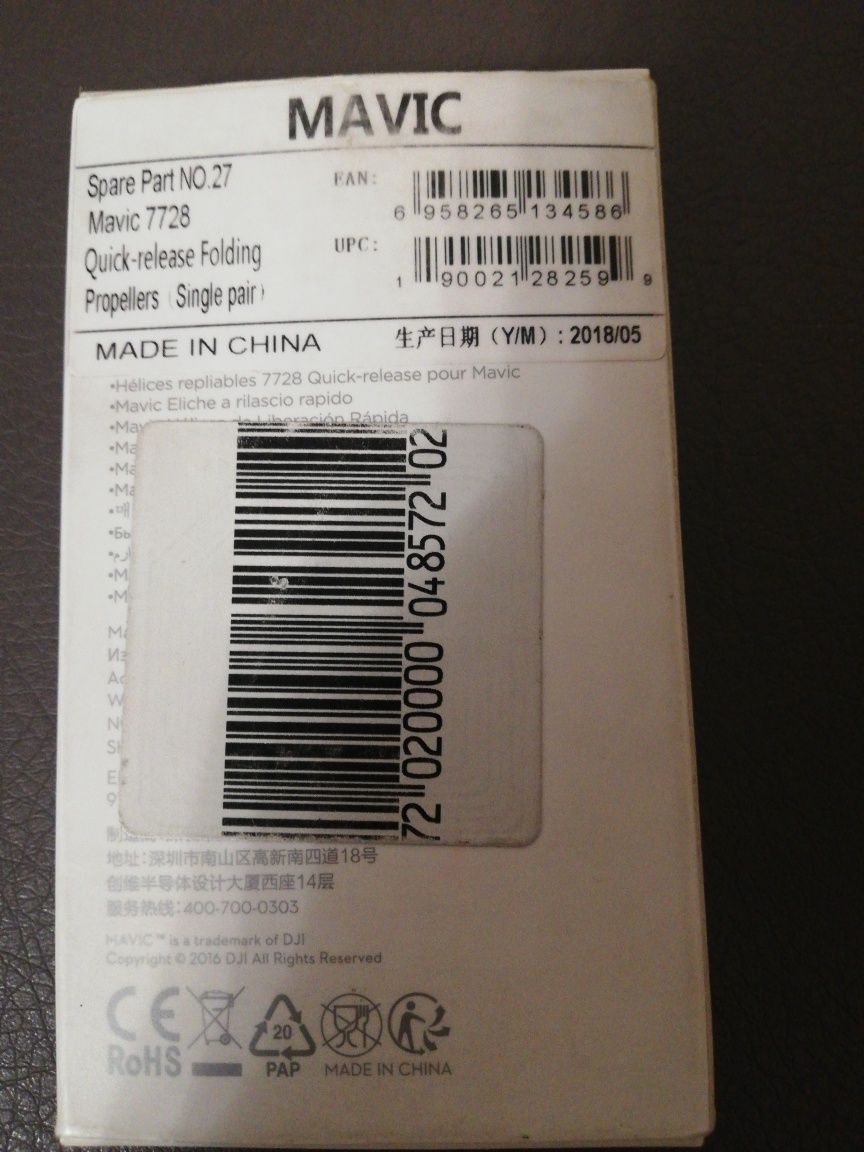 MAVIC
Spare Part NO.27
Mavic 7728
Quick-release Folding
Propellers (Single pair)
EAN:
6 958265 134586
UPC:
1 90021 28259 9
MADE IN CHINA
生产日期 (Y/M) : 2018/05
•Hélices repliables 7728 Quick-release pour Mavic
•Mavic Eliche a rilascio rapido
Liberación Rápida
72 020000 048572 02
地址:深圳市南山区高新南四道18号
创维半导体设计大厦西座14层
服务热线:400-700-0303
MAVIC™ is a trademark of DJI
Copyright © 2016 DJI All Rights Reserved
CE
20
RoHS
PAP
MADE IN CHINA